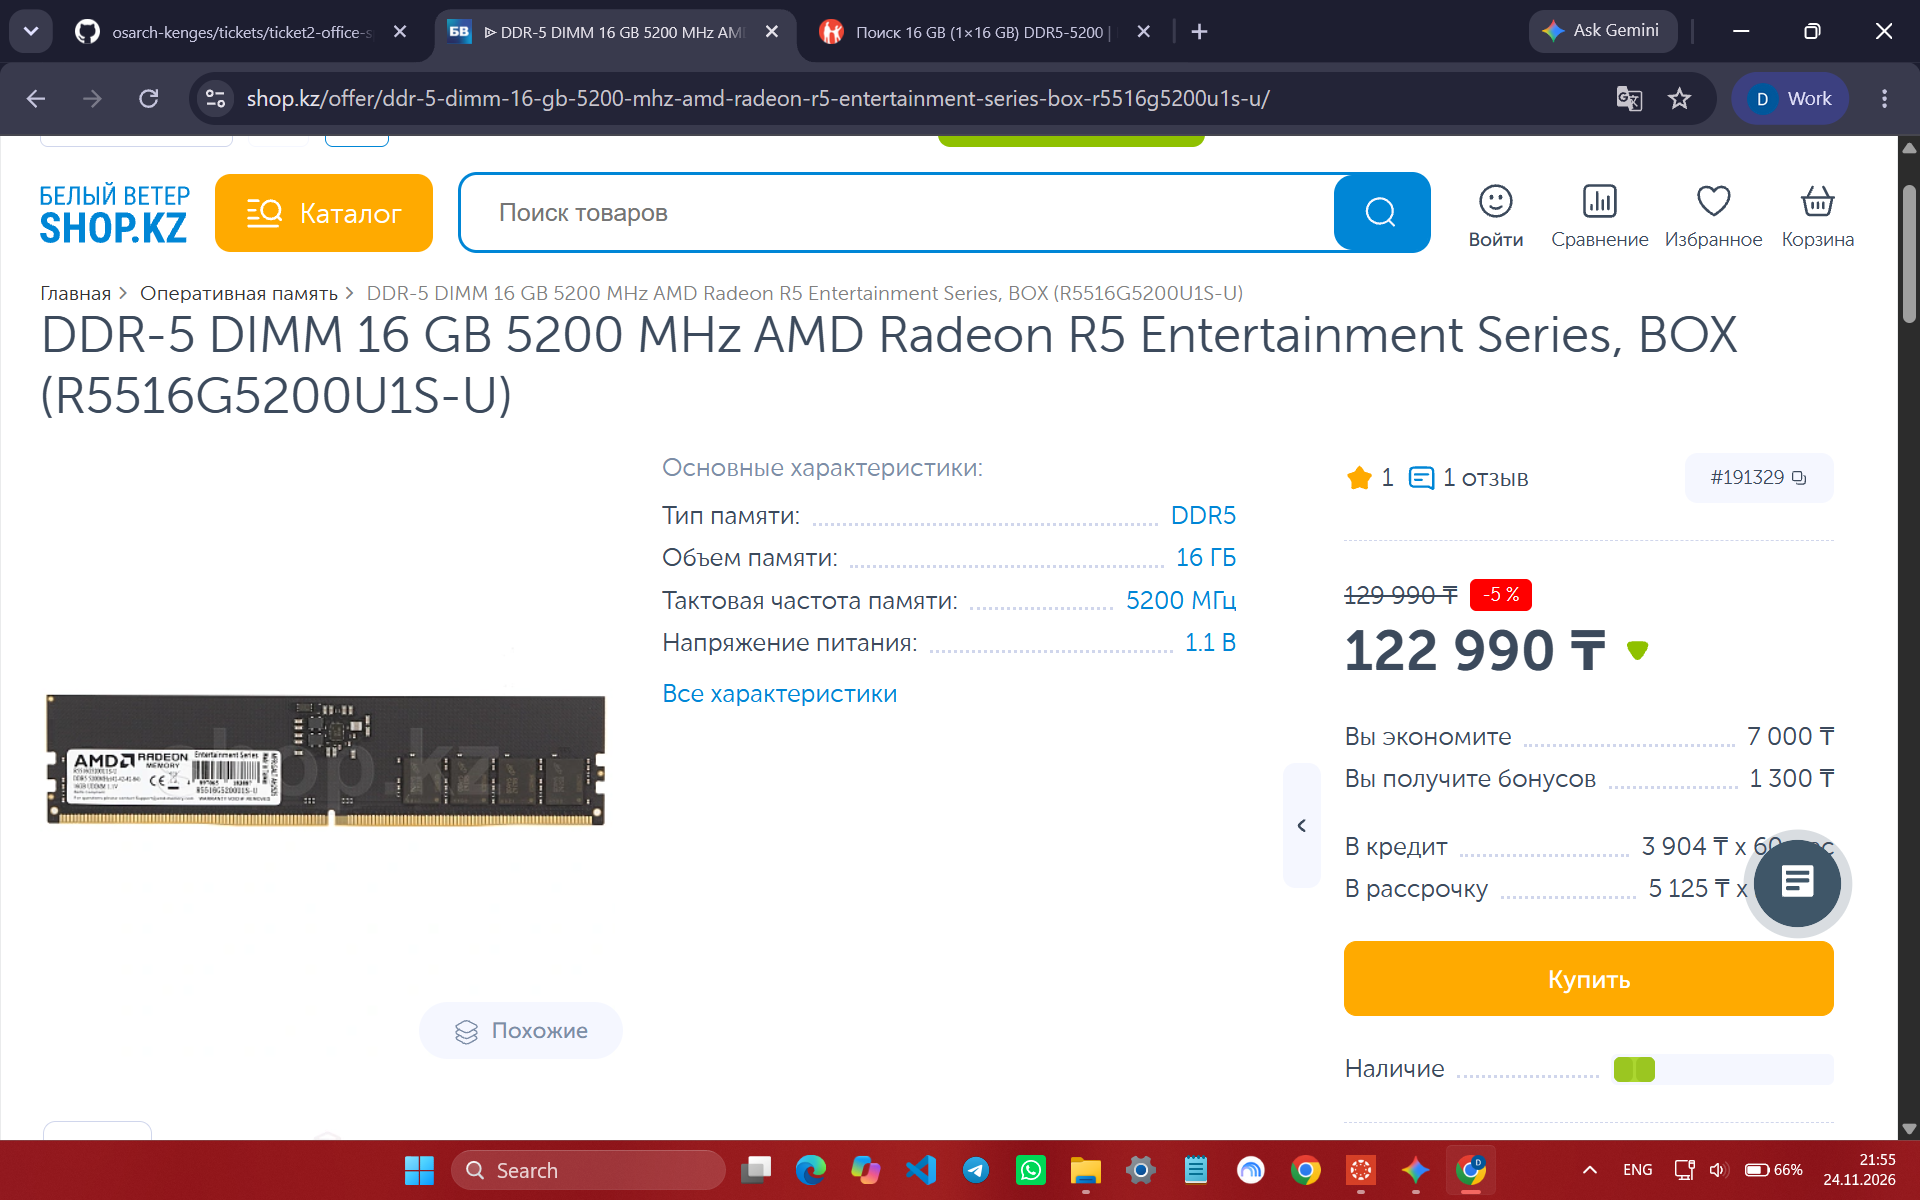 osarch-kenges/tickets/ticket2-office-s
DDR-5 DIMM 16 GB 5200 MHz AM
Поиск 16 GB (1×16 GB) DDR5-5200 |
Ask Gemini
shop.kz/offer/ddr-5-dimm-16-gb-5200-mhz-amd-radeon-r5-entertainment-series-box-r5516g5200u1s-u/
D Work
БЕЛЫЙ ВЕТЕР
SHOP.KZ
Каталог
Поиск товаров
Войти
Сравнение
Избранное
Корзина
Главная > Оперативная память > DDR-5 DIMM 16 GB 5200 MHz AMD Radeon R5 Entertainment Series, BOX (R5516G5200U1S-U)
DDR-5 DIMM 16 GB 5200 MHz AMD Radeon R5 Entertainment Series, BOX
(R5516G5200U1S-U)
Основные характеристики:
Тип памяти: DDR5
Объем памяти: 16 ГБ
Тактовая частота памяти: 5200 МГц
Напряжение питания: 1.1 В
Все характеристики
AMD RADEON
MEMORY
Entertainment Series
R5516G5200U1S-U
shop.kz
Похожие
1 1 отзыв
#191329
129 990 ₸ -5 %
122 990 ₸
Вы экономите 7 000 ₸
Вы получите бонусов 1 300 ₸
В кредит 3 904 ₸ x 60
В рассрочку 5 125 ₸ x
Купить
Наличие
Search
ENG
66%
21:55
24.11.2026